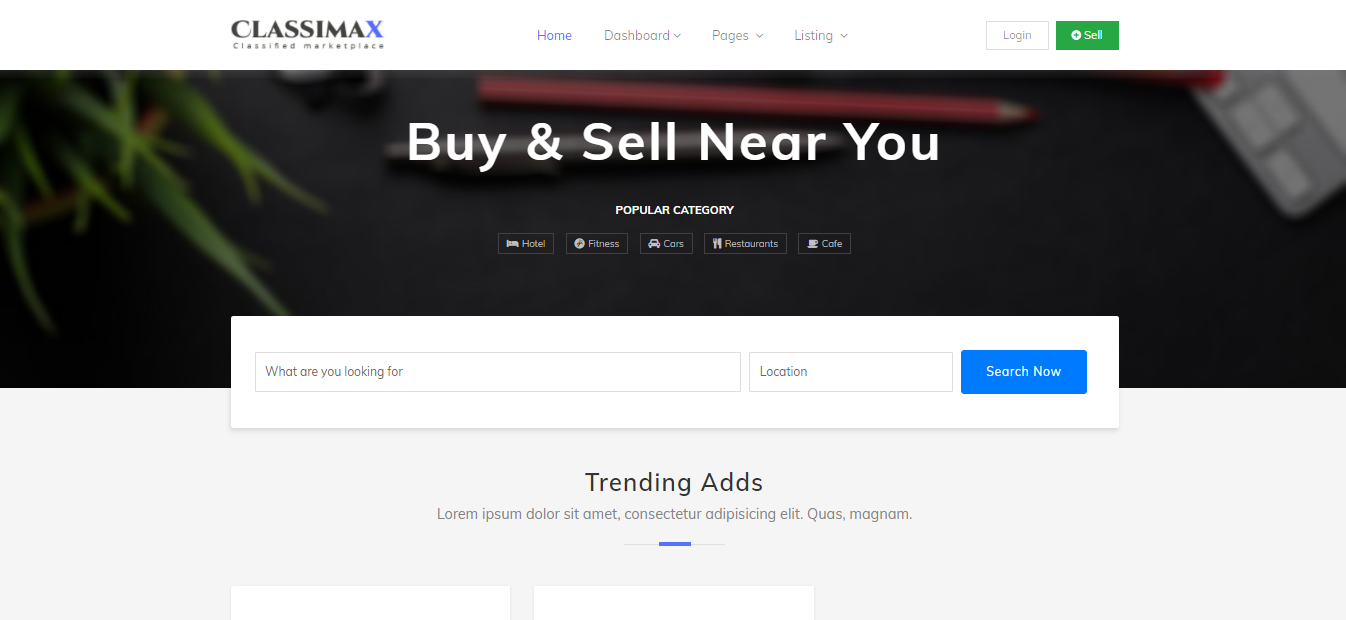 CLASSIMAX
Classified marketplace
Home Dashboard Pages Listing Login Sell
Buy & Sell Near You
POPULAR CATEGORY
Hotel Fitness Cars Restaurants Cafe
What are you looking for Location Search Now
Trending Adds
Lorem ipsum dolor sit amet, consectetur adipisicing elit. Quas, magnam.